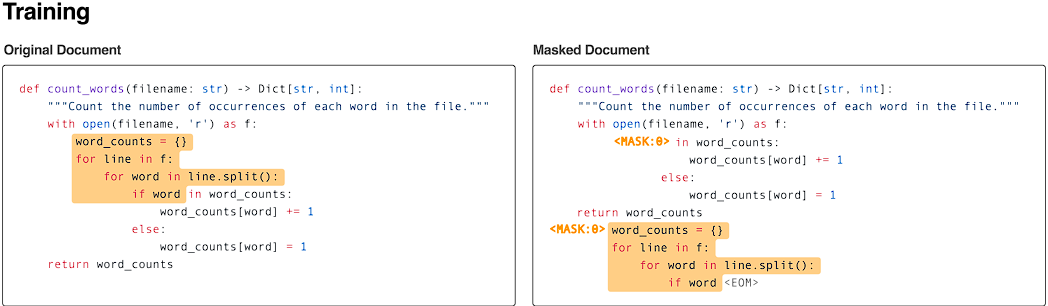 Training
Original Document
def count_words(filename: str) -> Dict[str, int]:
    """Count the number of occurrences of each word in the file."""
    with open(filename, 'r') as f:
        word_counts = {}
        for line in f:
            for word in line.split():
                if word in word_counts:
                    word_counts[word] += 1
                else:
                    word_counts[word] = 1
    return word_counts
Masked Document
def count_words(filename: str) -> Dict[str, int]:
    """Count the number of occurrences of each word in the file."""
    with open(filename, 'r') as f:
         <MASK:0> in word_counts:
                    word_counts[word] += 1
                else:
                    word_counts[word] = 1
    return word_counts
<MASK:0> word_counts = {}
        for line in f:
            for word in line.split():
                if word <EOM>